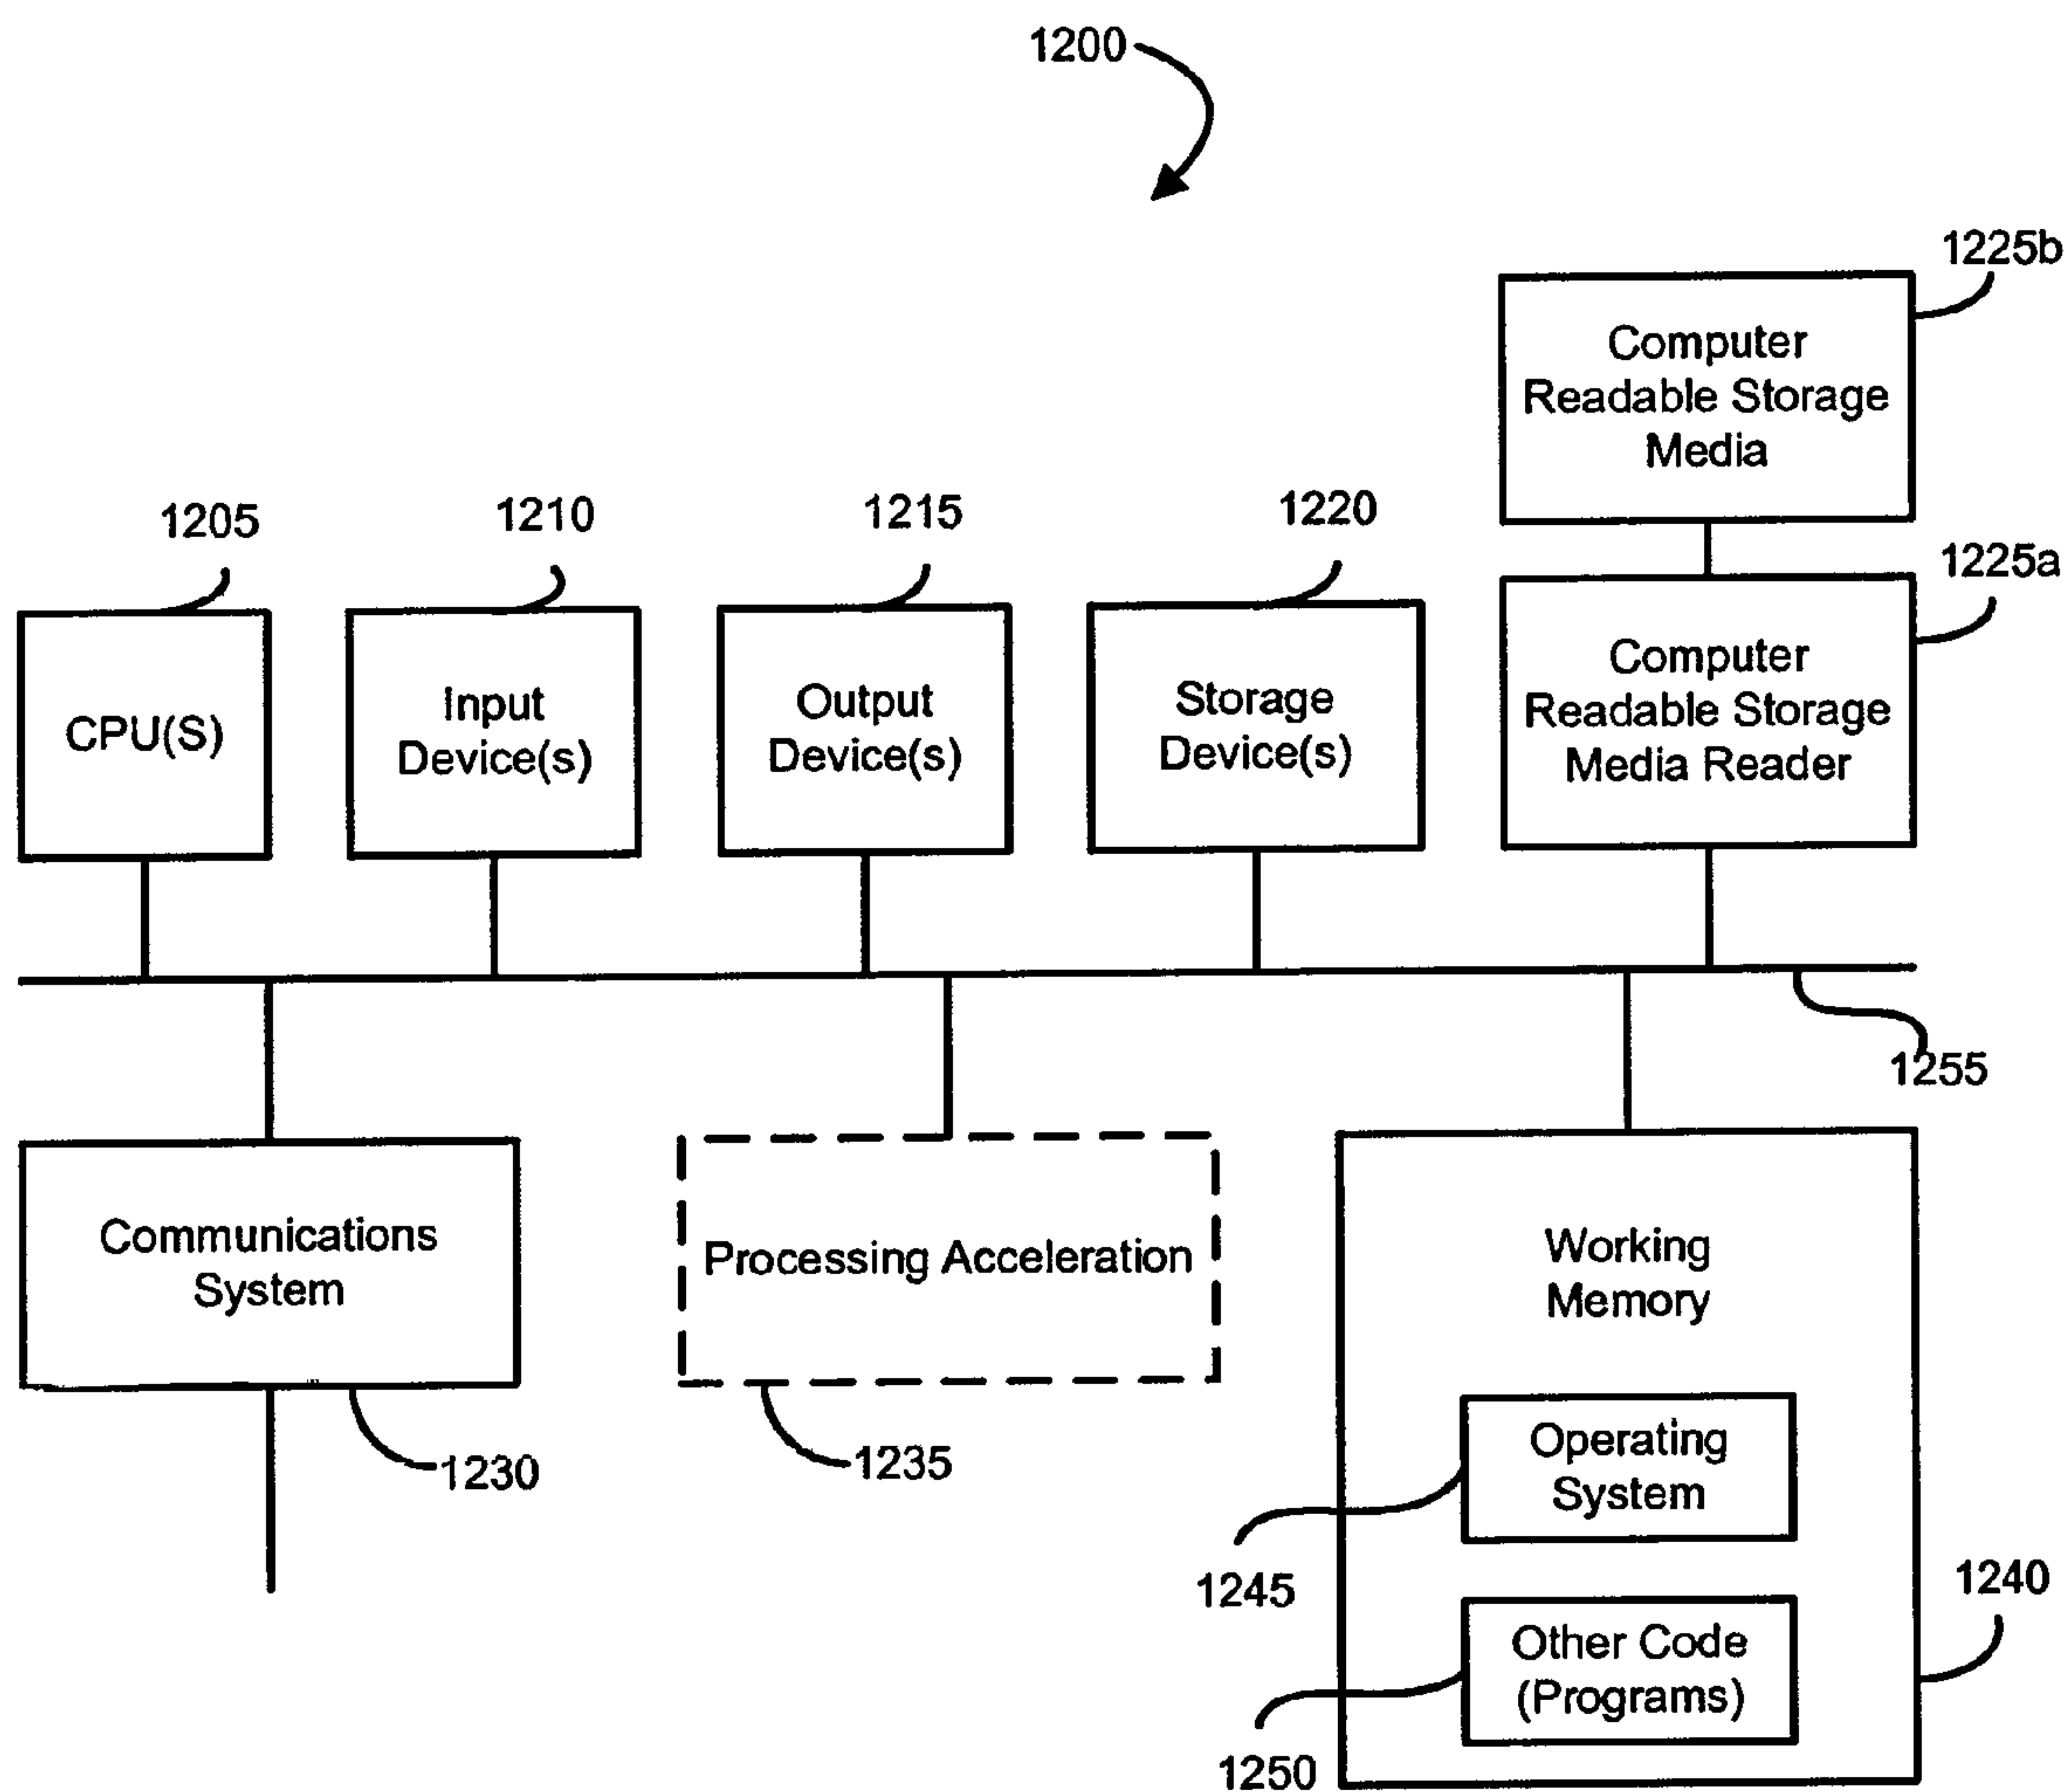 1200
1225b
Computer
Readable Storage
Media
1205
1210
1215
1220
1225a
CPU(S)
Input
Device(s)
Output
Device(s)
Storage
Device(s)
Computer
Readable Storage
Media Reader
1255
Communications
System
Processing Acceleration
Working
Memory
1230
1235
Operating
System
1245
1240
Other Code
(Programs)
1250